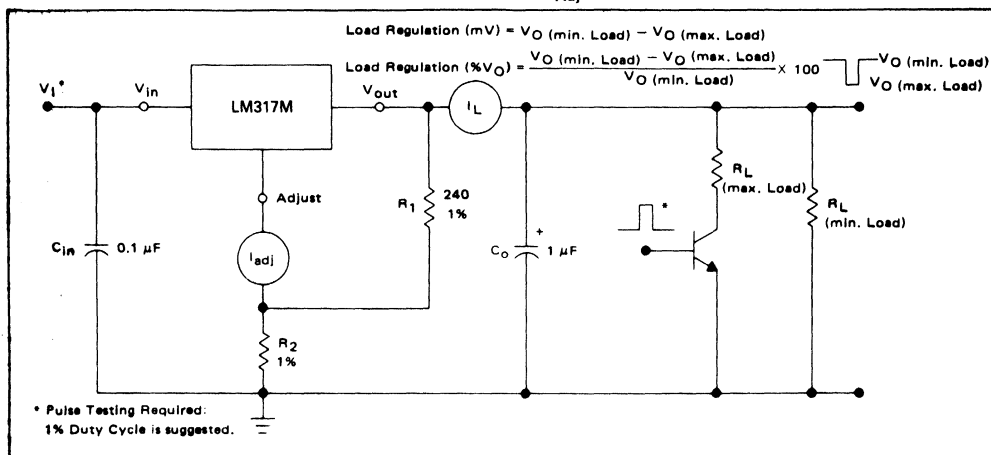 Load Regulation (mV) = VO (min. Load) − VO (max. Load)
Load Regulation (%VO) = VO (min. Load) − VO (max. Load) / VO (min. Load) X 100
VO (min. Load)
VO (max. Load)
VI*
Vin
LM317M
Vout
IL
Adjust
R1
240
1%
RL
(max. Load)
RL
(min. Load)
*
Cin
0.1 μF
Iadj
+
CO
1 μF
R2
1%
* Pulse Testing Required:
1% Duty Cycle is suggested.